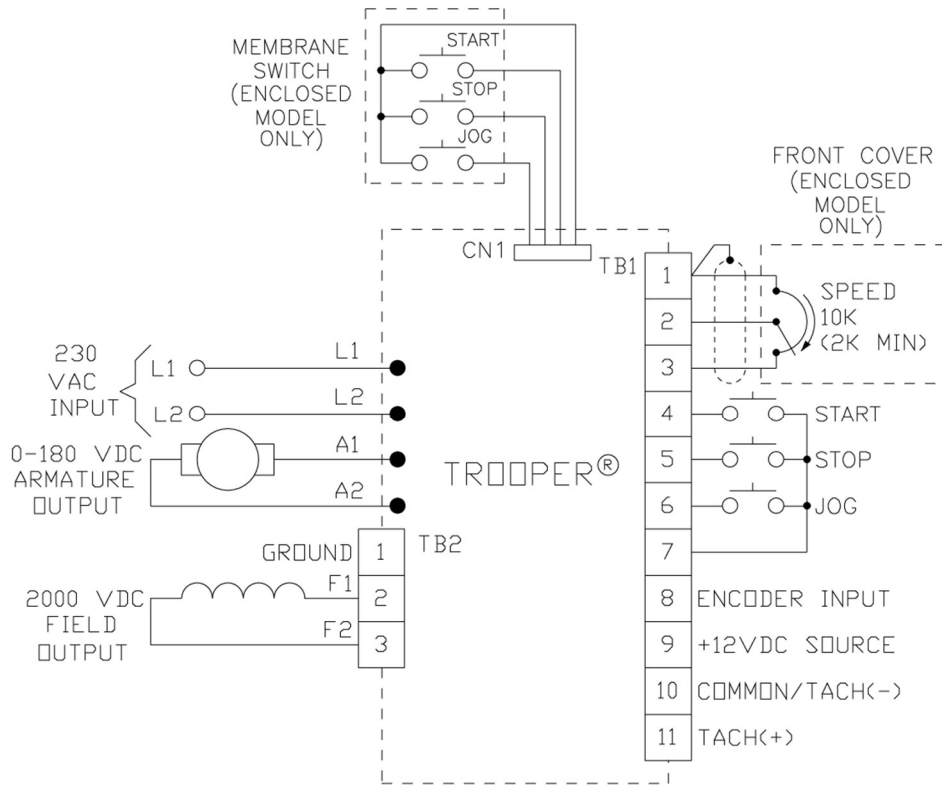 MEMBRANE
SWITCH
(ENCLOSED
MODEL
ONLY)
START
STOP
JOG
CN1
TB1
FRONT COVER
(ENCLOSED
MODEL
ONLY)
1
2
3
4
5
6
7
8
9
10
11
SPEED
10K
(2K MIN)
START
STOP
JOG
ENCODER INPUT
+12VDC SOURCE
COMMON/TACH(-)
TACH(+)
230
VAC
INPUT
L1
L2
L1
L2
0-180 VDC
ARMATURE
OUTPUT
A1
A2
TROOPER®
GROUND
1
2
3
TB2
2000 VDC
FIELD
OUTPUT
F1
F2